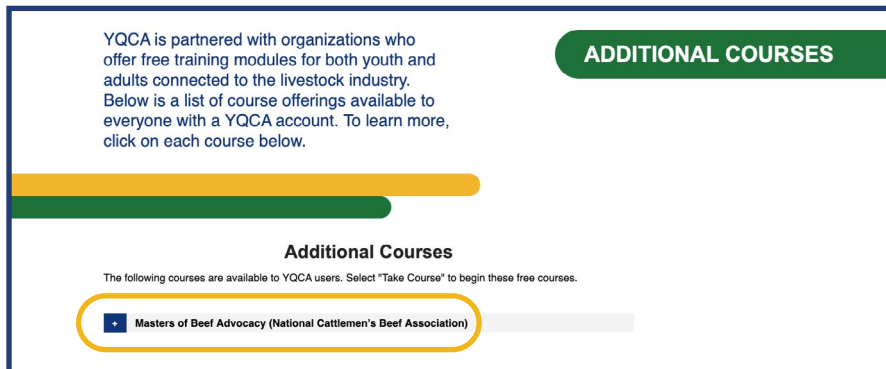 YQCA is partnered with organizations who
offer free training modules for both youth and
adults connected to the livestock industry.
Below is a list of course offerings available to
everyone with a YQCA account. To learn more,
click on each course below.
ADDITIONAL COURSES
Additional Courses
The following courses are available to YQCA users. Select "Take Course" to begin these free courses.
+ Masters of Beef Advocacy (National Cattlemen's Beef Association)